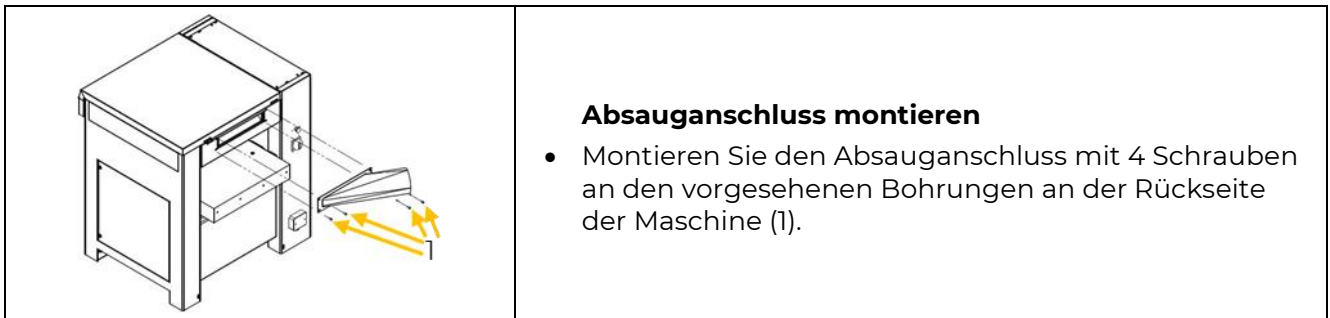 1
Absauganschluss montieren
• Montieren Sie den Absauganschluss mit 4 Schrauben
an den vorgesehenen Bohrungen an der Rückseite
der Maschine (1).